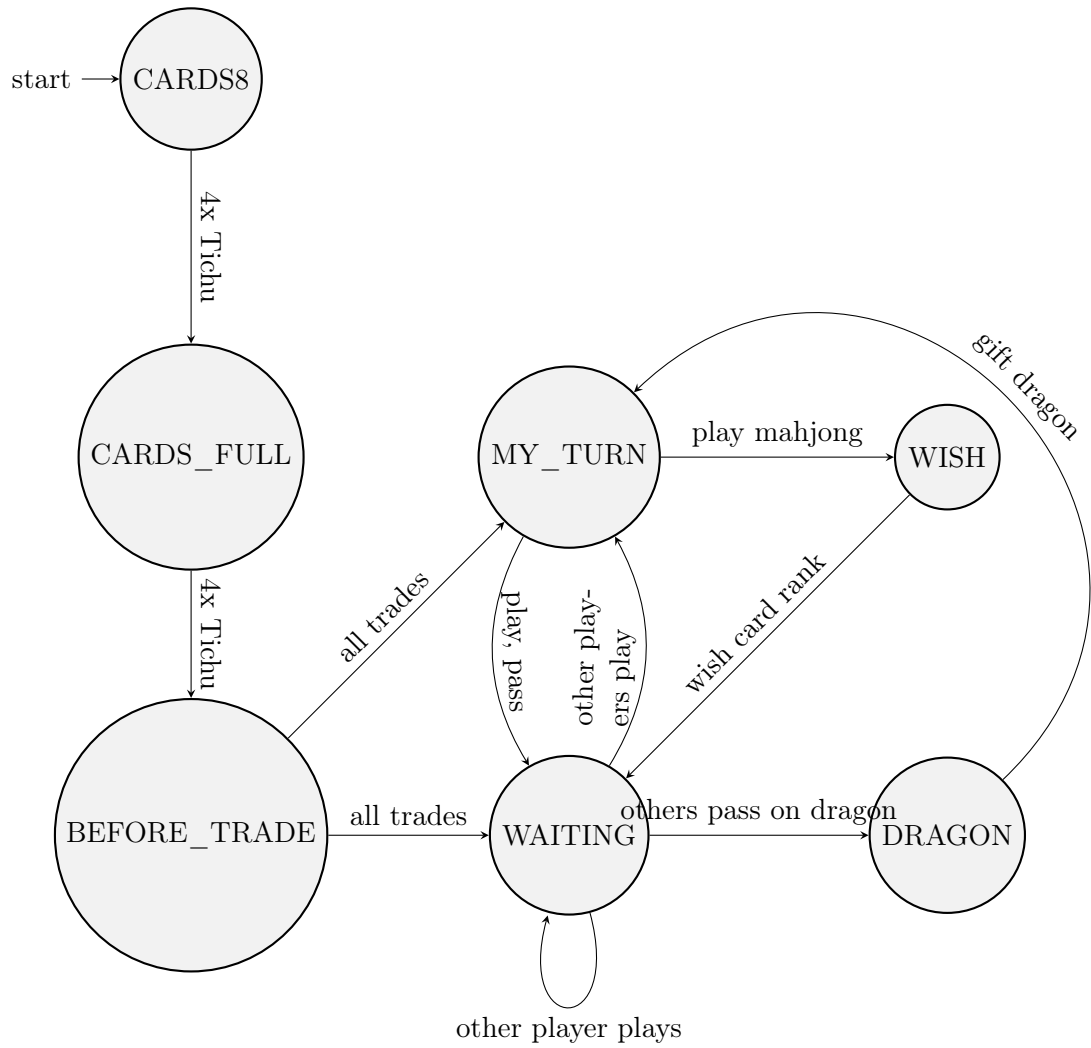 start
CARDS8
4x Tichu
CARDS_FULL
4x Tichu
BEFORE_TRADE
all trades
all trades
MY_TURN
play mahjong
WISH
gift dragon
play, pass
other play-
ers play
wish card rank
WAITING
others pass on dragon
DRAGON
other player plays